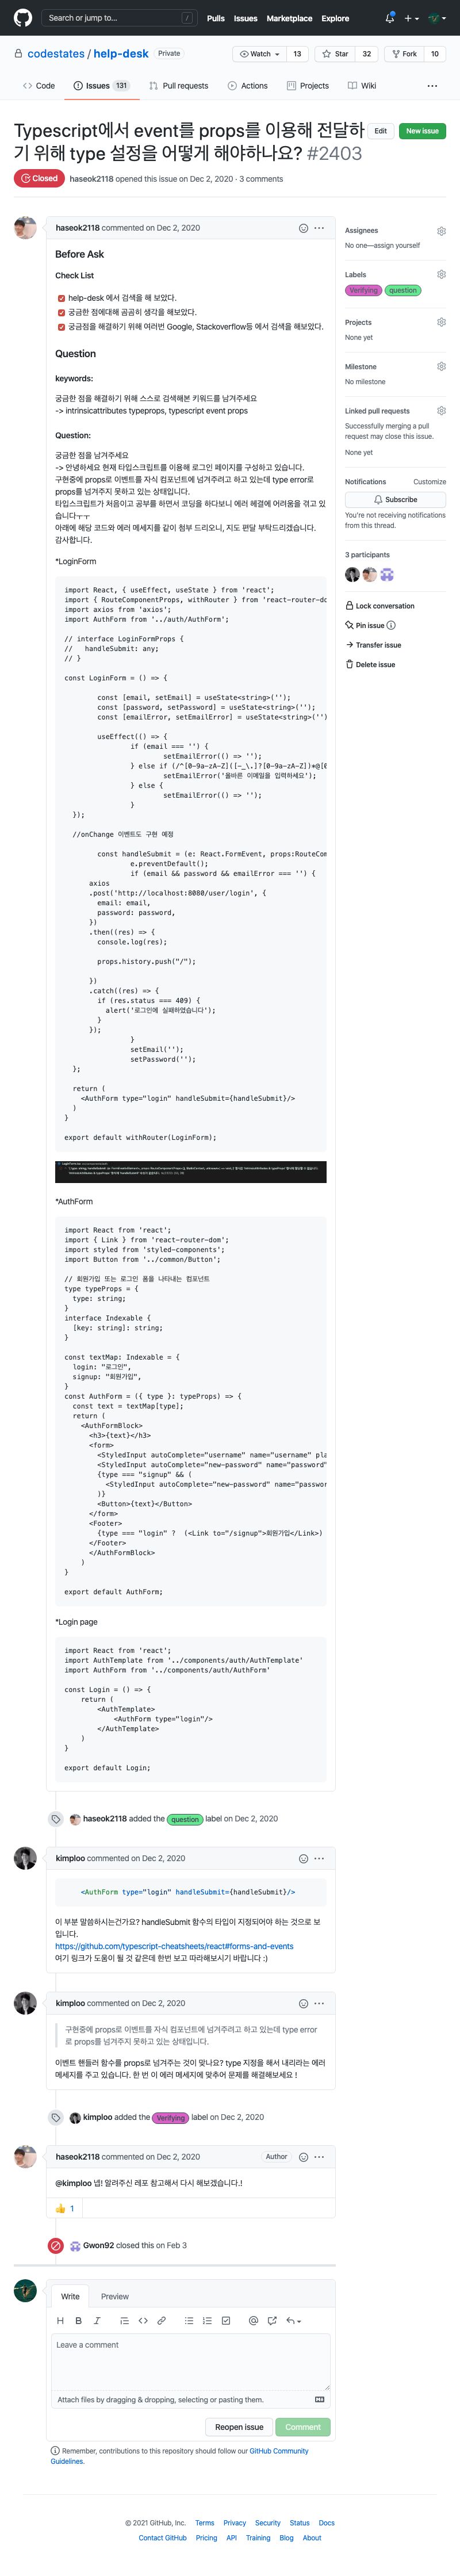 Search or jump to...
/
Pulls Issues Marketplace Explore
codestates / help-desk Private
Watch 13 Star 32 Fork 10
Code Issues 131 Pull requests Actions Projects Wiki
Typescript에서 event를 props를 이용해 전달하
기 위해 type 설정을 어떻게 해야하나요? #2403
Edit New issue
Closed haseok2118 opened this issue on Dec 2, 2020 · 3 comments
haseok2118 commented on Dec 2, 2020
Before Ask
Check List
help-desk 에서 검색을 해 보았다.
궁금한 점에대해 곰곰히 생각을 해보았다.
궁금점을 해결하기 위해 여러번 Google, Stackoverflow등 에서 검색을 해보았다.
Question
keywords:
궁금한 점을 해결하기 위해 스스로 검색해본 키워드를 남겨주세요
-> intrinsicattributes typeprops, typescript event props
Question:
궁금한 점을 남겨주세요
-> 안녕하세요 현재 타입스크립트를 이용해 로그인 페이지를 구성하고 있습니다.
구현중에 props로 이벤트를 자식 컴포넌트에 넘겨주려고 하고 있는데 type error로
props를 넘겨주지 못하고 있는 상태입니다.
타입스크립트가 처음이고 공부를 하면서 코딩을 하다보니 에러 해결에 어려움을 겪고 있
습니다ㅜㅜ
아래에 해당 코드와 에러 메세지를 같이 첨부 드리오니, 지도 편달 부탁드리겠습니다.
감사합니다.
*LoginForm
import React, { useEffect, useState } from 'react';
import { RouteComponentProps, withRouter } from 'react-router-do
import axios from 'axios';
import AuthForm from '../auth/AuthForm';
// interface LoginFormProps {
//   handleSubmit: any;
// }
const LoginForm = () => {
const [email, setEmail] = useState<string>('');
const [password, setPassword] = useState<string>('');
const [emailError, setEmailError] = useState<string>('')
useEffect(() => {
if (email === '') {
setEmailError(() => '');
} else if (/^[0-9a-zA-Z]([-_\.]?[0-9a-zA-Z])*@[0
setEmailError('올바른 이메일을 입력하세요');
} else {
setEmailError(() => '');
}
});
//onChange 이벤트도 구현 예정
const handleSubmit = (e: React.FormEvent, props:RouteCom
e.preventDefault();
if (email && password && emailError === '') {
axios
.post('http://localhost:8080/user/login', {
email: email,
password: password,
})
.then((res) => {
console.log(res);
props.history.push("/");
})
.catch((res) => {
if (res.status === 409) {
alert('로그인에 실패하였습니다');
}
});
}
setEmail('');
setPassword('');
};
return (
<AuthForm type="login" handleSubmit={handleSubmit}/>
)
}
export default withRouter(LoginForm);
*AuthForm
import React from 'react';
import { Link } from 'react-router-dom';
import styled from 'styled-components';
import Button from '../common/Button';
// 회원가입 또는 로그인 폼을 나타내는 컴포넌트
type typeProps = {
type: string;
}
interface Indexable {
[key: string]: string;
}
const textMap: Indexable = {
login: "로그인",
signup: "회원가입",
}
const AuthForm = ({ type }: typeProps) => {
const text = textMap[type];
return (
<AuthFormBlock>
<h3>{text}</h3>
<form>
<StyledInput autoComplete="username" name="username" pla
<StyledInput autoComplete="new-password" name="password"
{type === "signup" && (
<StyledInput autoComplete="new-password" name="passwor
)}
<Button>{text}</Button>
</form>
<Footer>
{type === "login" ?  (<Link to="/signup">회원가입</Link>)
</Footer>
</AuthFormBlock>
)
}
export default AuthForm;
*Login page
import React from 'react';
import AuthTemplate from '../components/auth/AuthTemplate'
import AuthForm from '../components/auth/AuthForm'
const Login = () => {
return (
<AuthTemplate>
<AuthForm type="login"/>
</AuthTemplate>
)
}
export default Login;
haseok2118 added the question label on Dec 2, 2020
kimploo commented on Dec 2, 2020
<AuthForm type="login" handleSubmit={handleSubmit}/>
이 부분 말씀하시는건가요? handleSubmit 함수의 타입이 지정되어야 하는 것으로 보
입니다.
https://github.com/typescript-cheatsheets/react#forms-and-events
여기 링크가 도움이 될 것 같은데 한번 보고 따라해보시기 바랍니다 :)
kimploo commented on Dec 2, 2020
구현중에 props로 이벤트를 자식 컴포넌트에 넘겨주려고 하고 있는데 type error
로 props를 넘겨주지 못하고 있는 상태입니다.
이벤트 핸들러 함수를 props로 넘겨주는 것이 맞나요? type 지정을 해서 내리라는 에러
메세지를 주고 있습니다. 한 번 이 에러 메세지에 맞추어 문제를 해결해보세요 !
kimploo added the Verifying label on Dec 2, 2020
haseok2118 commented on Dec 2, 2020 Author
@kimploo 넵! 알려주신 레포 참고해서 다시 해보겠습니다.!
👍 1
Gwon92 closed this on Feb 3
Write Preview
Leave a comment
Attach files by dragging & dropping, selecting or pasting them.
Reopen issue Comment
Remember, contributions to this repository should follow our GitHub Community
Guidelines.
Assignees
No one—assign yourself
Labels
Verifying question
Projects
None yet
Milestone
No milestone
Linked pull requests
Successfully merging a pull
request may close this issue.
None yet
Notifications Customize
Subscribe
You're not receiving notifications
from this thread.
3 participants
Lock conversation
Pin issue
Transfer issue
Delete issue
© 2021 GitHub, Inc. Terms Privacy Security Status Docs
Contact GitHub Pricing API Training Blog About